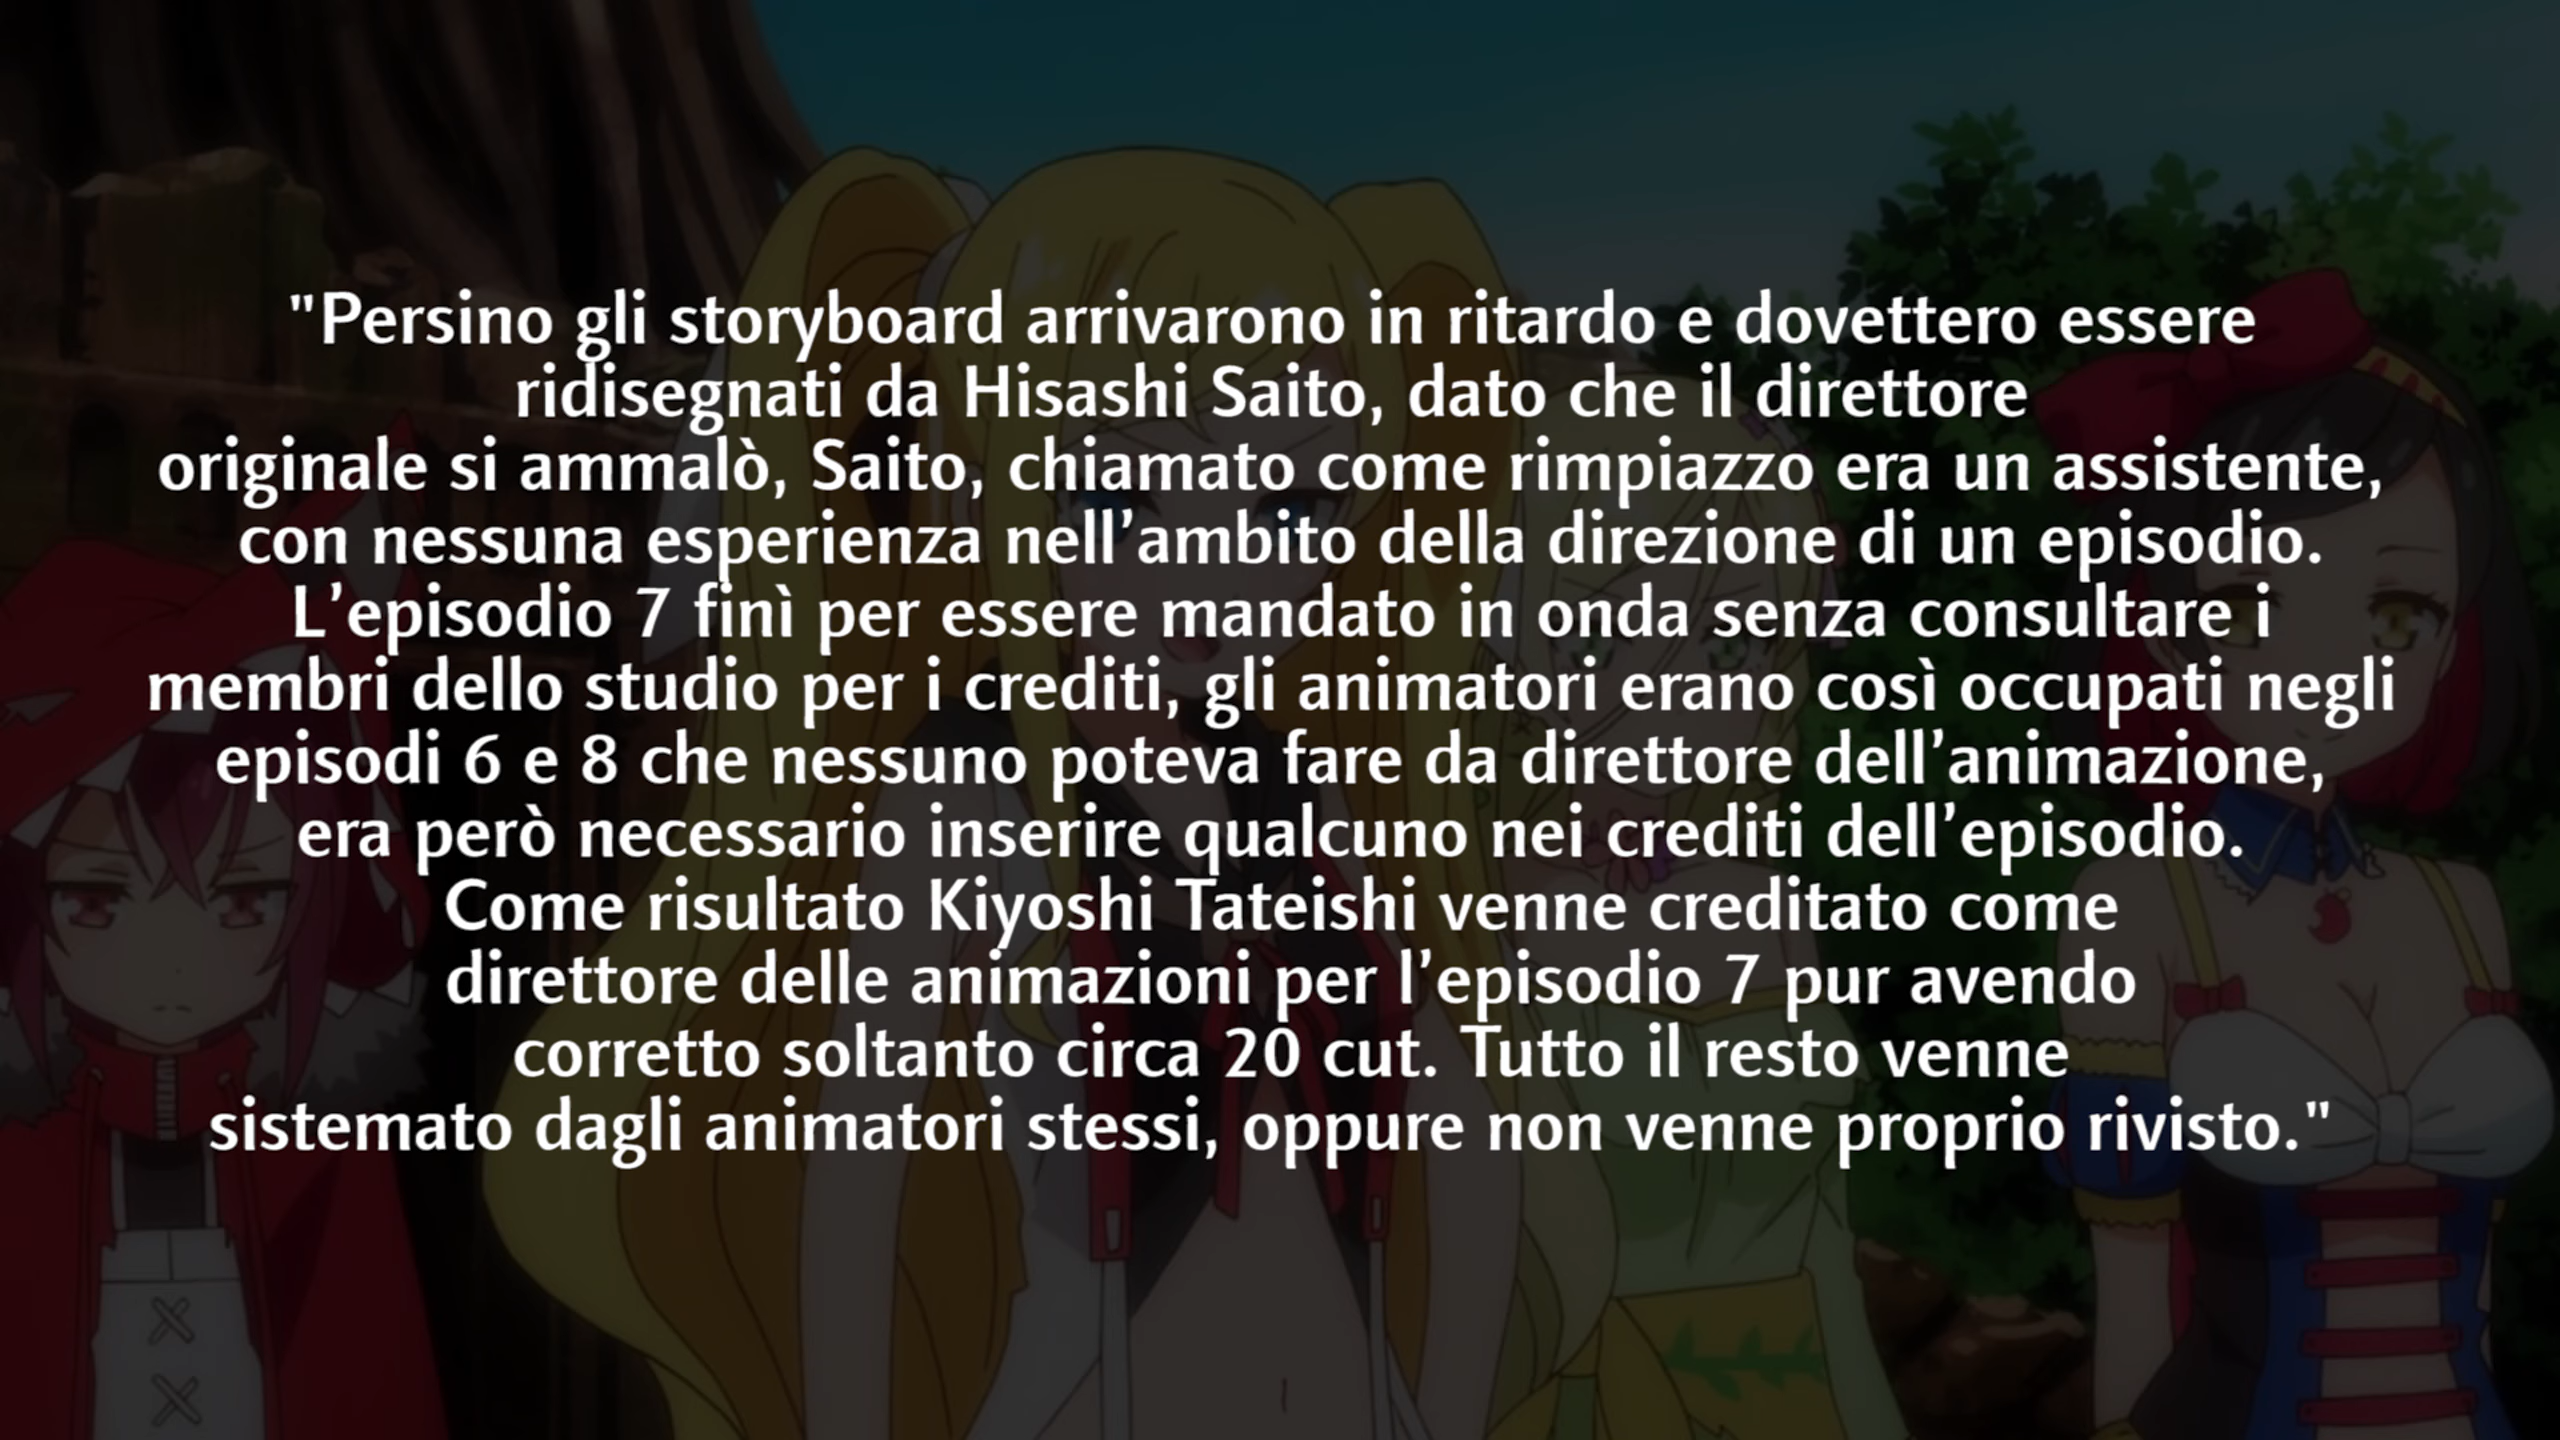 "Persino gli storyboard arrivarono in ritardo e dovettero essere
ridisegnati da Hisashi Saito, dato che il direttore
originale si ammalò, Saito, chiamato come rimpiazzo era un assistente,
con nessuna esperienza nell'ambito della direzione di un episodio.
L'episodio 7 finì per essere mandato in onda senza consultare i
membri dello studio per i crediti, gli animatori erano così occupati negli
episodi 6 e 8 che nessuno poteva fare da direttore dell'animazione,
era però necessario inserire qualcuno nei crediti dell'episodio.
Come risultato Kiyoshi Tateishi venne creditato come
direttore delle animazioni per l'episodio 7 pur avendo
corretto soltanto circa 20 cut. Tutto il resto venne
sistemato dagli animatori stessi, oppure non venne proprio rivisto."